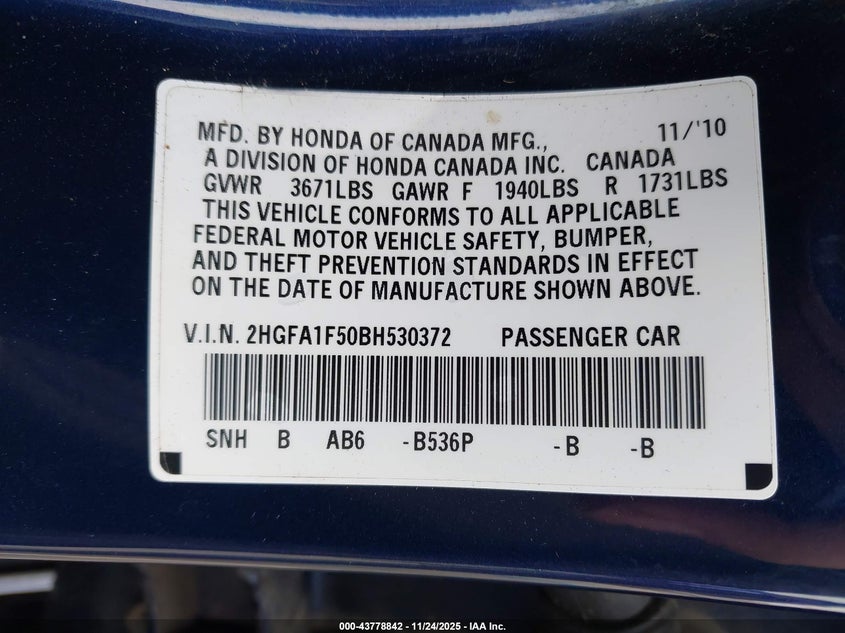 MFD. BY HONDA OF CANADA MFG., 11/'10
A DIVISION OF HONDA CANADA INC. CANADA
GVWR 3671LBS GAWR F 1940LBS R 1731LBS
THIS VEHICLE CONFORMS TO ALL APPLICABLE
FEDERAL MOTOR VEHICLE SAFETY, BUMPER,
AND THEFT PREVENTION STANDARDS IN EFFECT
ON THE DATE OF MANUFACTURE SHOWN ABOVE.
V.I.N. 2HGFA1F50BH530372 PASSENGER CAR
SNH B AB6 -B536P -B -B
000-43778842 - 11/24/2025 - IAA Inc.